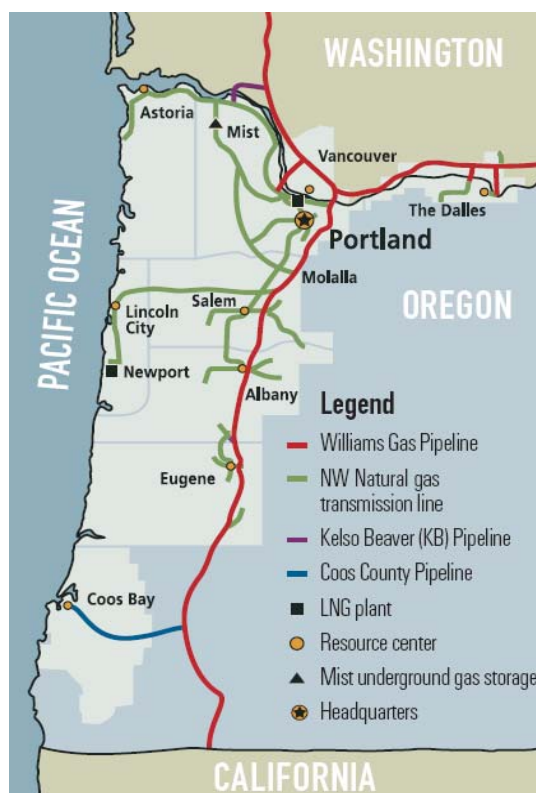 WASHINGTON
Astoria
Mist
Vancouver
The Dalles
Portland
PACIFIC OCEAN
Molalla
OREGON
Salem
Lincoln
City
Newport
Albany
Eugene
Coos Bay
Legend
Williams Gas Pipeline
NW Natural gas
transmission line
Kelso Beaver (KB) Pipeline
Coos County Pipeline
LNG plant
Resource center
Mist underground gas storage
Headquarters
CALIFORNIA